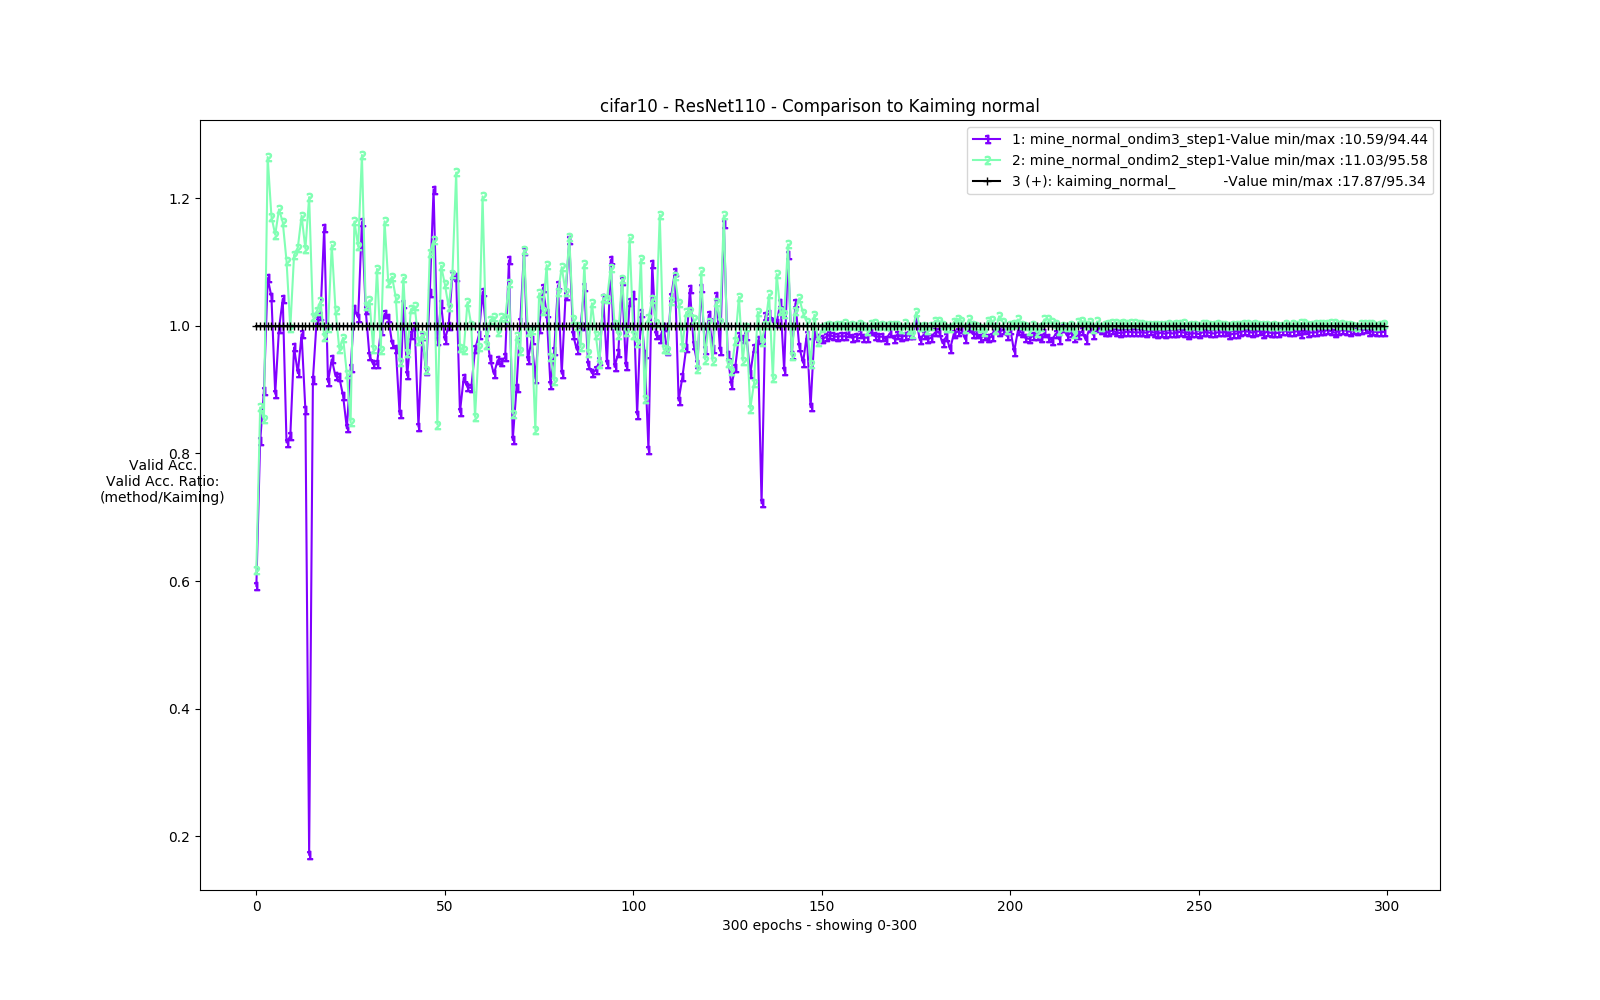 cifar10 - ResNet110 - Comparison to Kaiming normal
1: mine_normal_ondim3_step1-Value min/max :10.59/94.44
2: mine_normal_ondim2_step1-Value min/max :11.03/95.58
3 (+): kaiming_normal_ -Value min/max :17.87/95.34
1.2
1.0
0.8
Valid Acc.
Valid Acc. Ratio:
(method/Kaiming)
0.6
0.4
0.2
0 50 100 150 200 250 300
300 epochs - showing 0-300